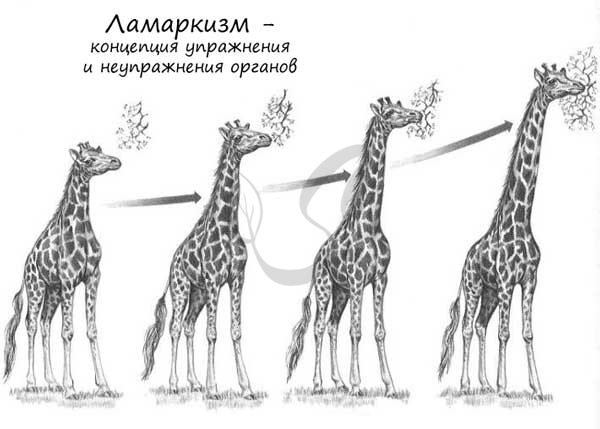 Ламаркизм -
концепция упражнения
и неупражнения органов